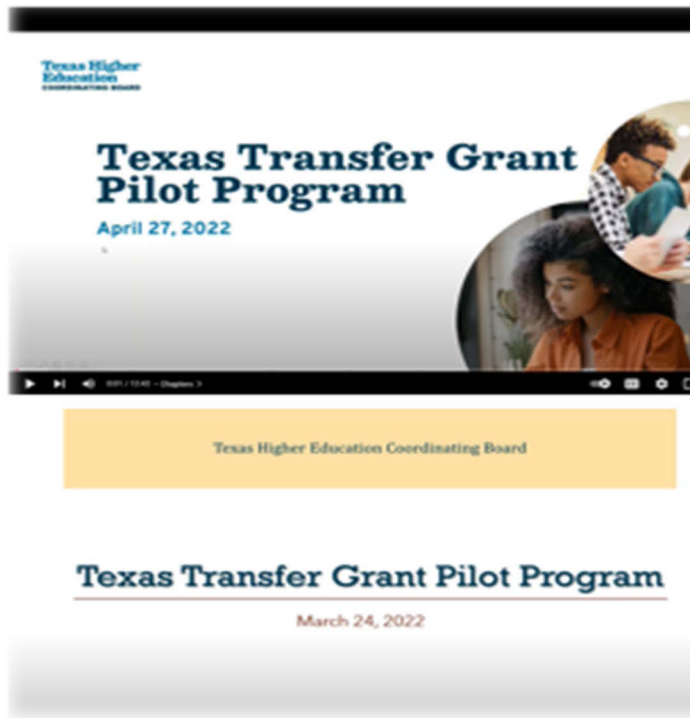 Texas Higher
Education
COORDINATING BOARD
Texas Transfer Grant
Pilot Program
April 27, 2022
Chapters >
Texas Higher Education Coordinating Board
Texas Transfer Grant Pilot Program
March 24, 2022